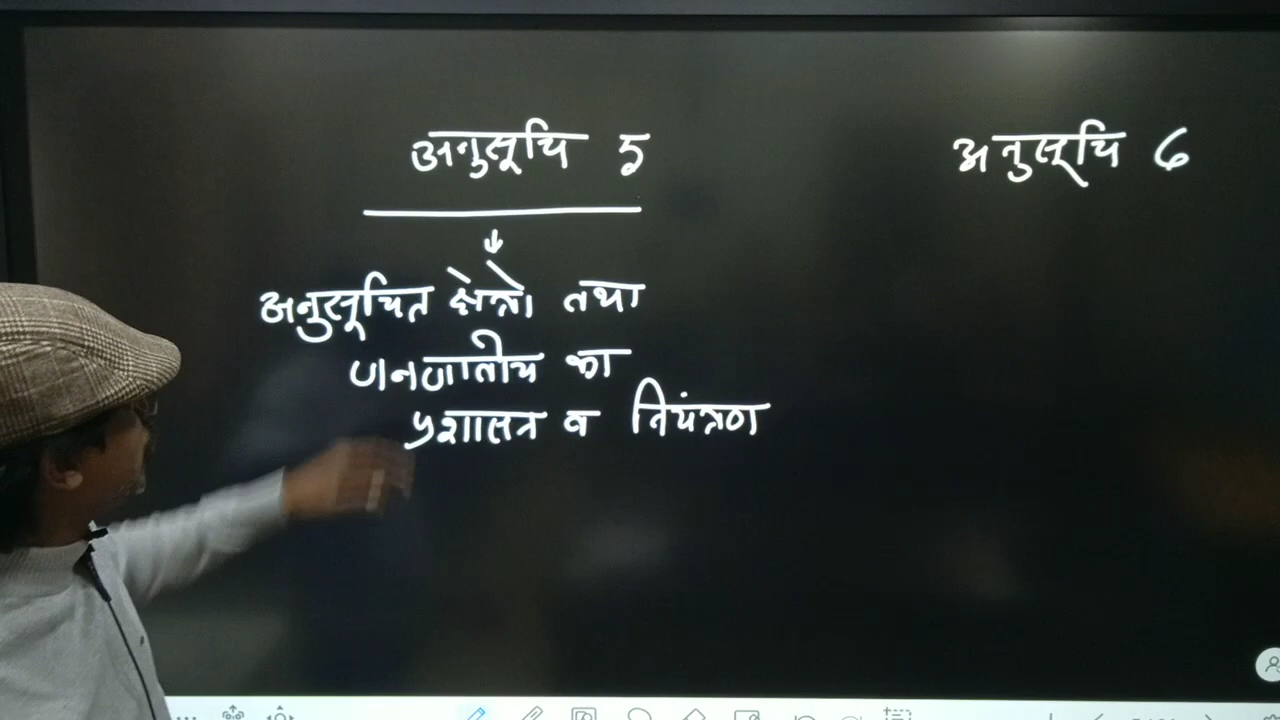 अनुसूचि 5
अनुसूचि 6
अनुसूचित क्षेत्रो तथा
जनजातीय का
प्रशासन व नियंत्रण